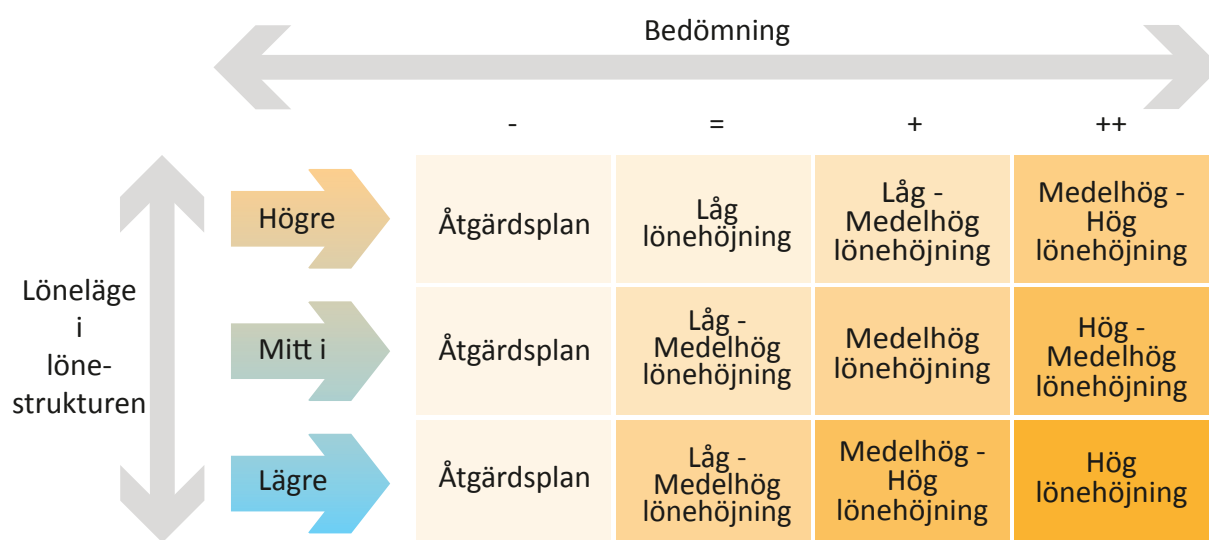 Bedömning
- = + ++
Löneläge
i
löne-
strukturen
Högre
Åtgärdsplan
Låg
lönehöjning
Låg -
Medelhög
lönehöjning
Medelhög -
Hög
lönehöjning
Mitt i
Åtgärdsplan
Låg -
Medelhög
lönehöjning
Medelhög
lönehöjning
Hög -
Medelhög
lönehöjning
Lägre
Åtgärdsplan
Låg -
Medelhög
lönehöjning
Medelhög -
Hög
lönehöjning
Hög
lönehöjning